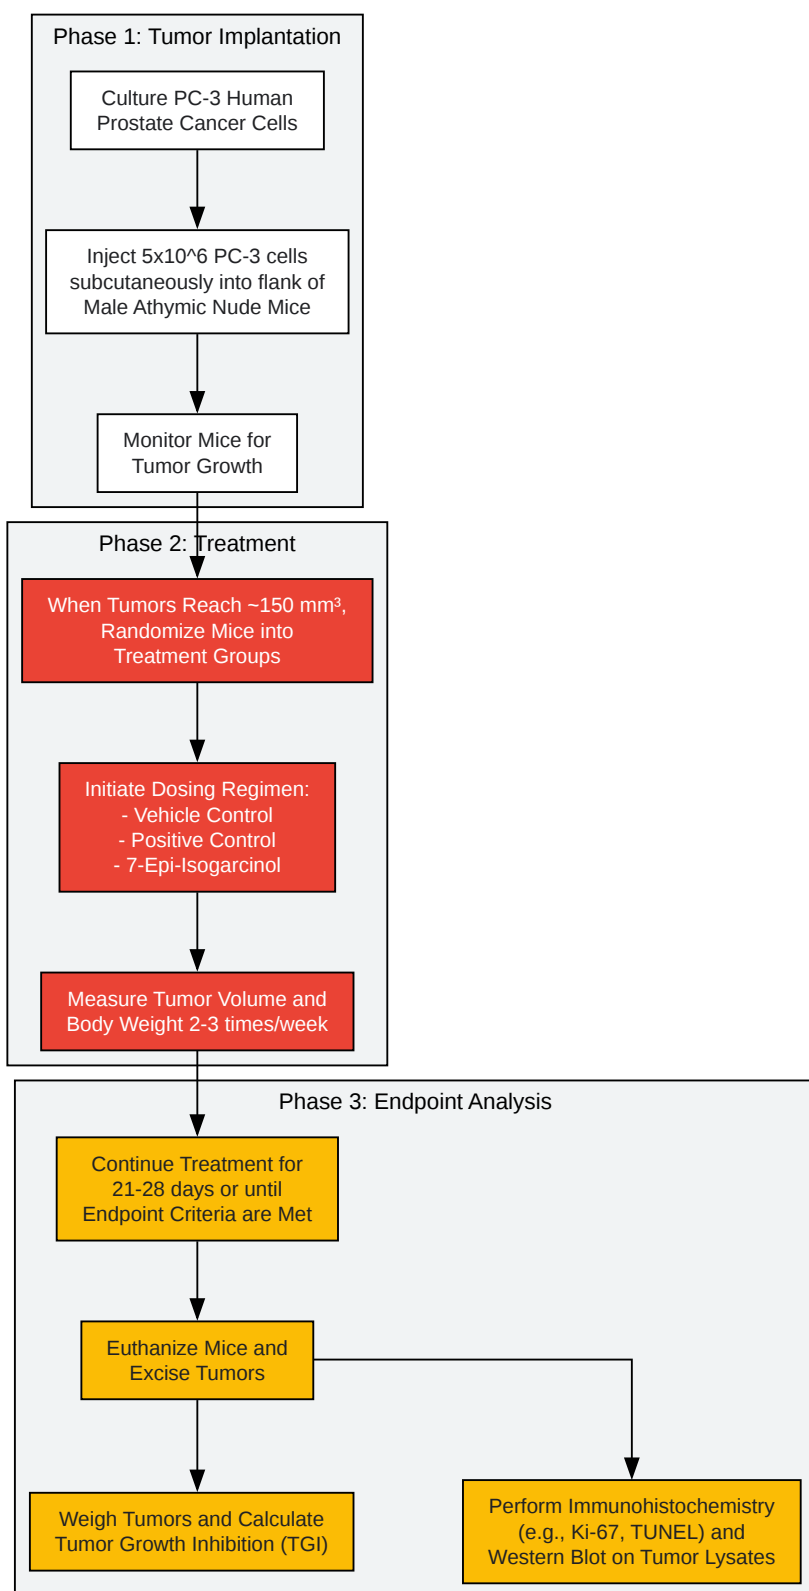 Phase 1: Tumor Implantation
Culture PC-3 Human
Prostate Cancer Cells
Inject 5x10^6 PC-3 cells
subcutaneously into flank of
Male Athymic Nude Mice
Monitor Mice for
Tumor Growth
Phase 2: Treatment
When Tumors Reach ~150 mm³,
Randomize Mice into
Treatment Groups
Initiate Dosing Regimen:
- Vehicle Control
- Positive Control
- 7-Epi-Isogarcinol
Measure Tumor Volume and
Body Weight 2-3 times/week
Phase 3: Endpoint Analysis
Continue Treatment for
21-28 days or until
Endpoint Criteria are Met
Euthanize Mice and
Excise Tumors
Weigh Tumors and Calculate
Tumor Growth Inhibition (TGI)
Perform Immunohistochemistry
(e.g., Ki-67, TUNEL) and
Western Blot on Tumor Lysates